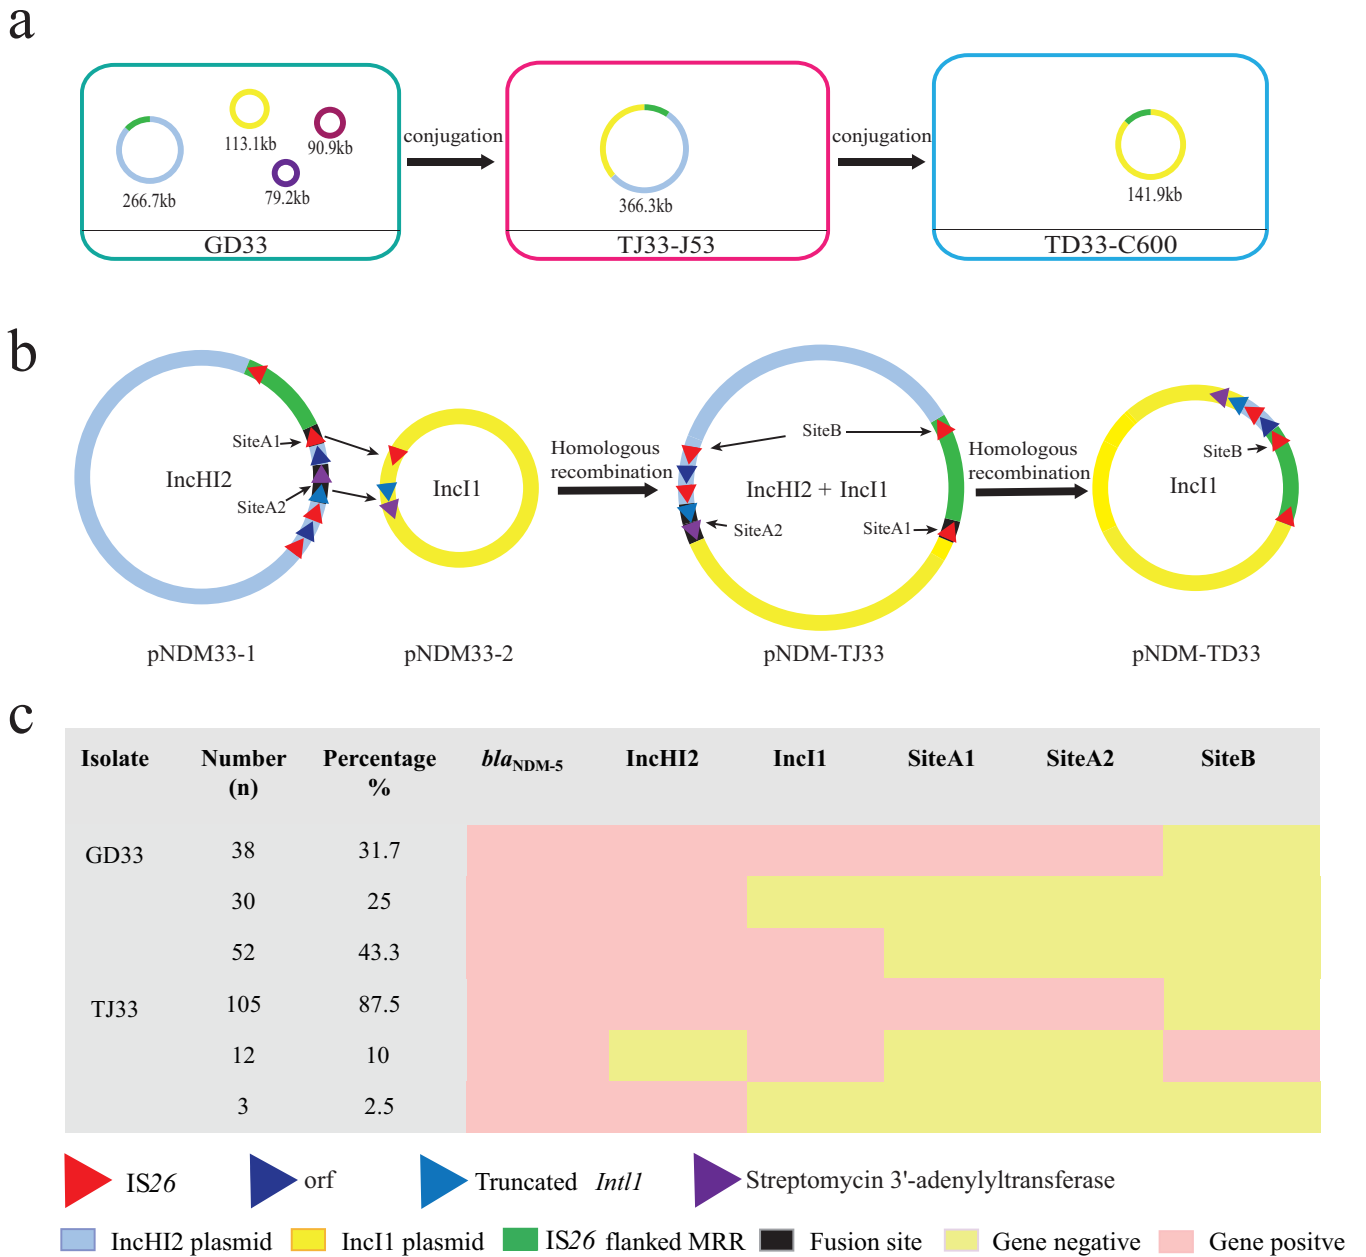 a
266.7kb
113.1kb
79.2kb
90.9kb
GD33
conjugation
366.3kb
TJ33-J53
conjugation
141.9kb
TD33-C600
b
SiteA1
IncHI2
SiteA2
pNDM33-1
IncI1
pNDM33-2
Homologous
recombination
SiteB
IncHI2 + IncI1
SiteA2
SiteA1
pNDM-TJ33
Homologous
recombination
SiteB
IncI1
pNDM-TD33
c
Isolate Number (n) Percentage % blaNDM-5 IncHI2 IncI1 SiteA1 SiteA2 SiteB
GD33 38 31.7
30 25
52 43.3
TJ33 105 87.5
12 10
3 2.5
IS26 orf Truncated Intl1 Streptomycin 3'-adenylyltransferase
IncHI2 plasmid IncI1 plasmid IS26 flanked MRR Fusion site Gene negative Gene positve